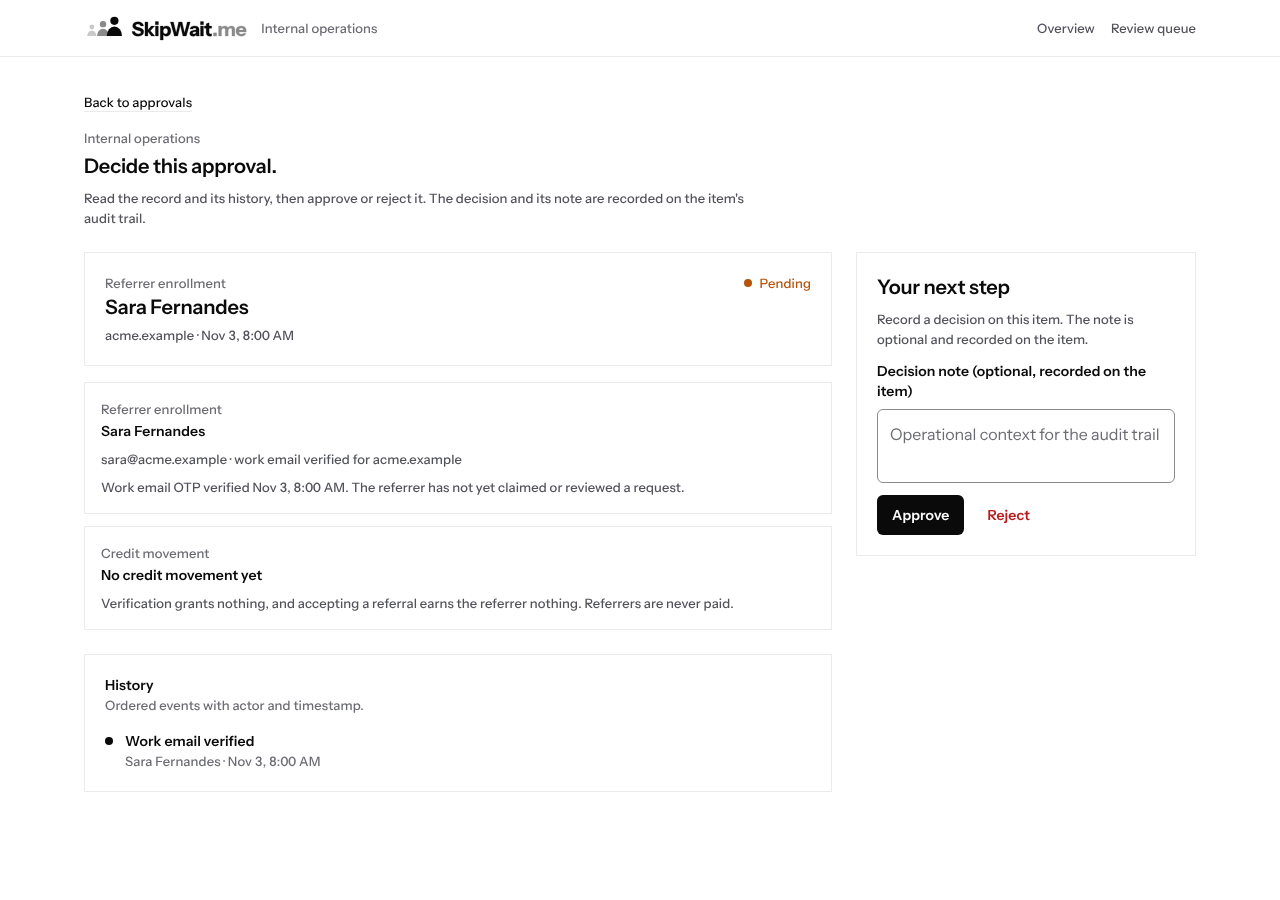 SkipWait.me
Internal operations
Overview
Review queue
Back to approvals
Internal operations
Decide this approval.
Read the record and its history, then approve or reject it. The decision and its note are recorded on the item's
audit trail.
Referrer enrollment
Pending
Sara Fernandes
acme.example · Nov 3, 8:00 AM
Referrer enrollment
Sara Fernandes
sara@acme.example · work email verified for acme.example
Work email OTP verified Nov 3, 8:00 AM. The referrer has not yet claimed or reviewed a request.
Credit movement
No credit movement yet
Verification grants nothing, and accepting a referral earns the referrer nothing. Referrers are never paid.
History
Ordered events with actor and timestamp.
Work email verified
Sara Fernandes · Nov 3, 8:00 AM
Your next step
Record a decision on this item. The note is
optional and recorded on the item.
Decision note (optional, recorded on the
item)
Operational context for the audit trail
Approve
Reject